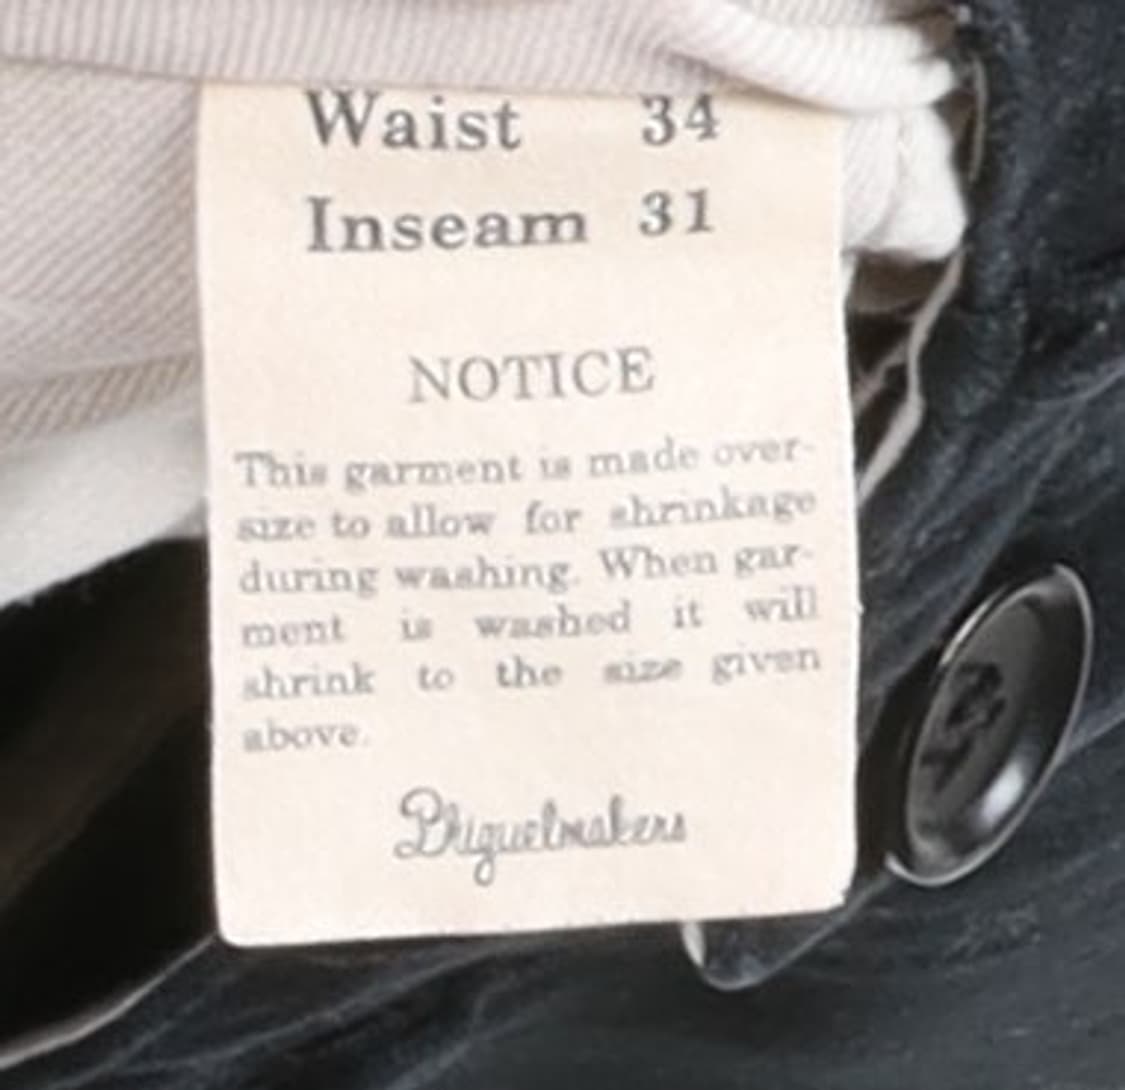 Waist 34
Inseam 31
NOTICE
This garment is made over-
size to allow for shrinkage
during washing. When gar-
ment is washed it will
shrink to the size given
above.